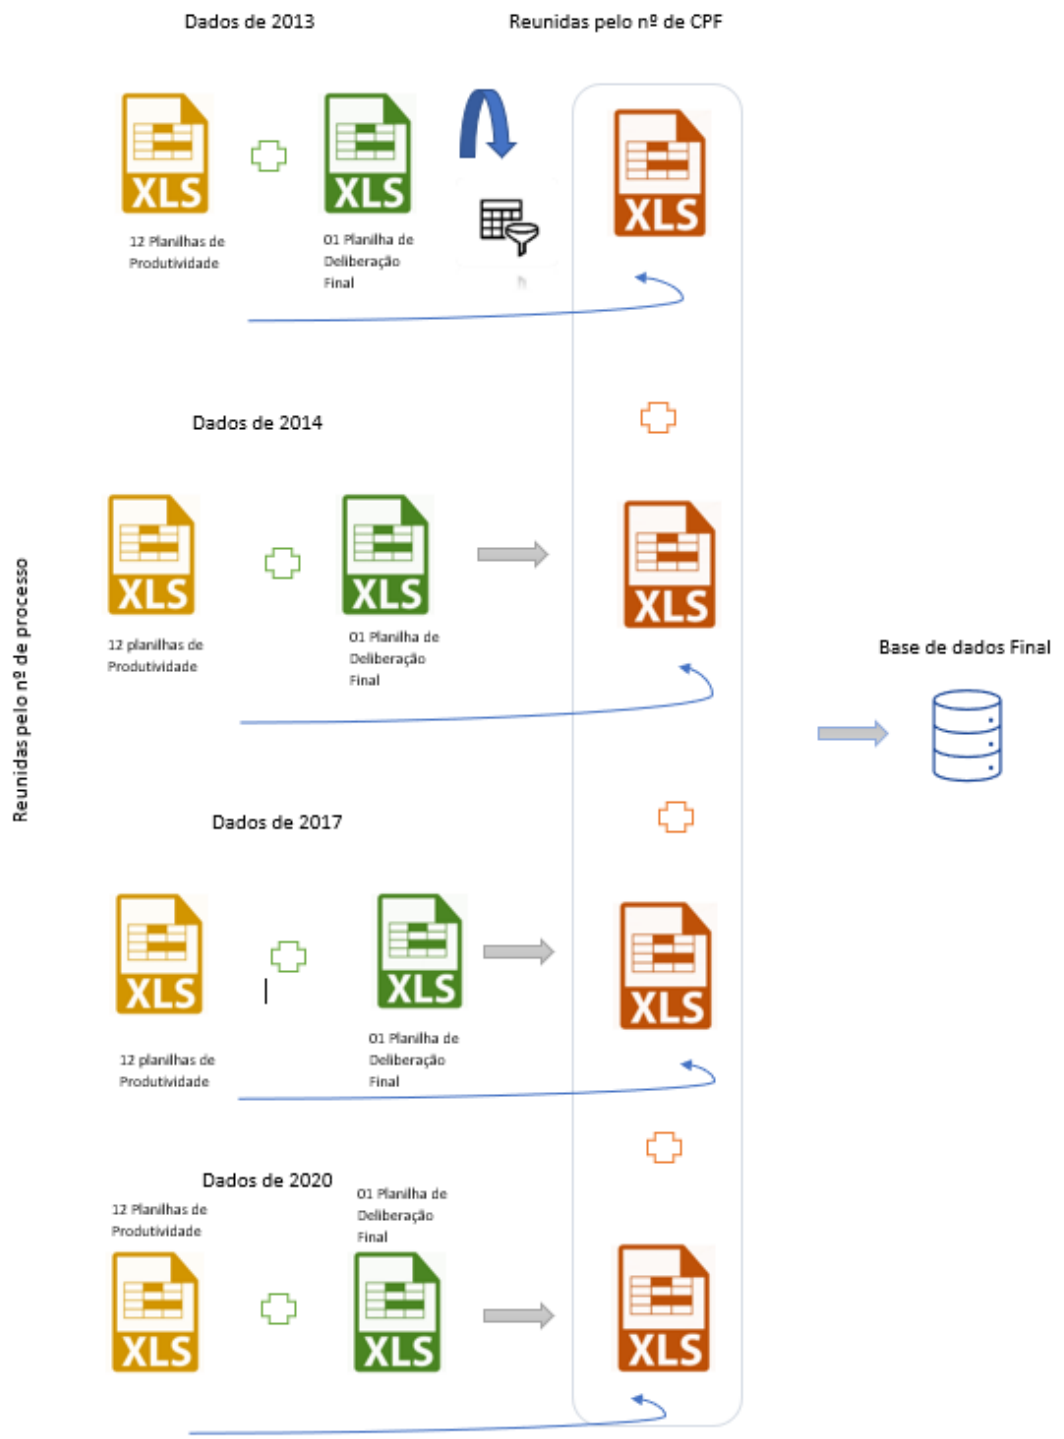 Dados de 2013
Reunidas pelo nº de CPF
XLS
XLS
XLS
12 Planilhas de
Produtividade
01 Planilha de
Deliberação
Final
Dados de 2014
XLS
XLS
XLS
12 planilhas de
Produtividade
01 Planilha de
Deliberação
Final
Reunidas pelo nº de processo
Base de dados Final
Dados de 2017
XLS
XLS
XLS
12 planilhas de
Produtividade
01 Planilha de
Deliberação
Final
Dados de 2020
12 Planilhas de
Produtividade
01 Planilha de
Deliberação
Final
XLS
XLS
XLS